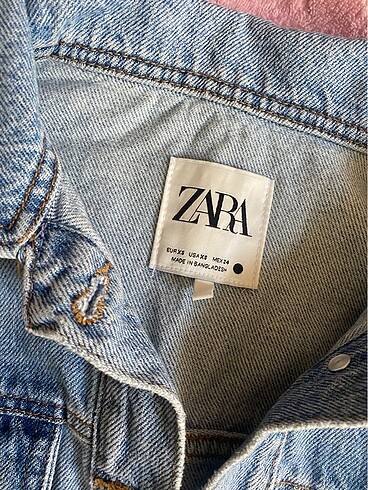 ZARA
EUR XS USA XS MEX 24
MADE IN BANGLADESH